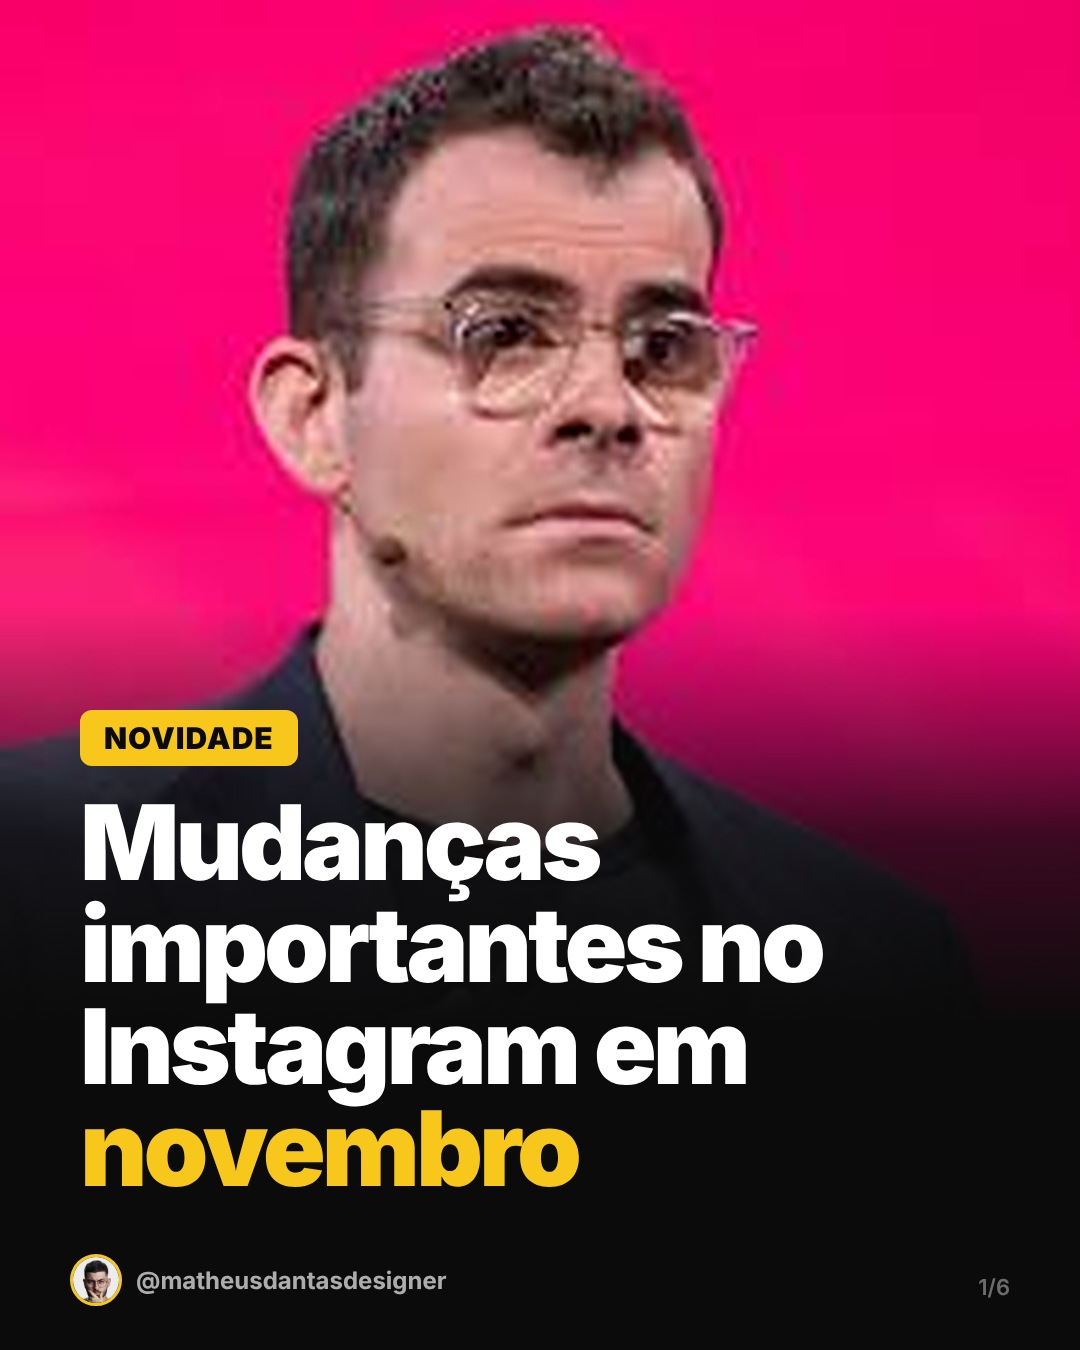 NOVIDADE
Mudanças
importantes no
Instagram em
novembro
@matheusdantasdesigner
1/6